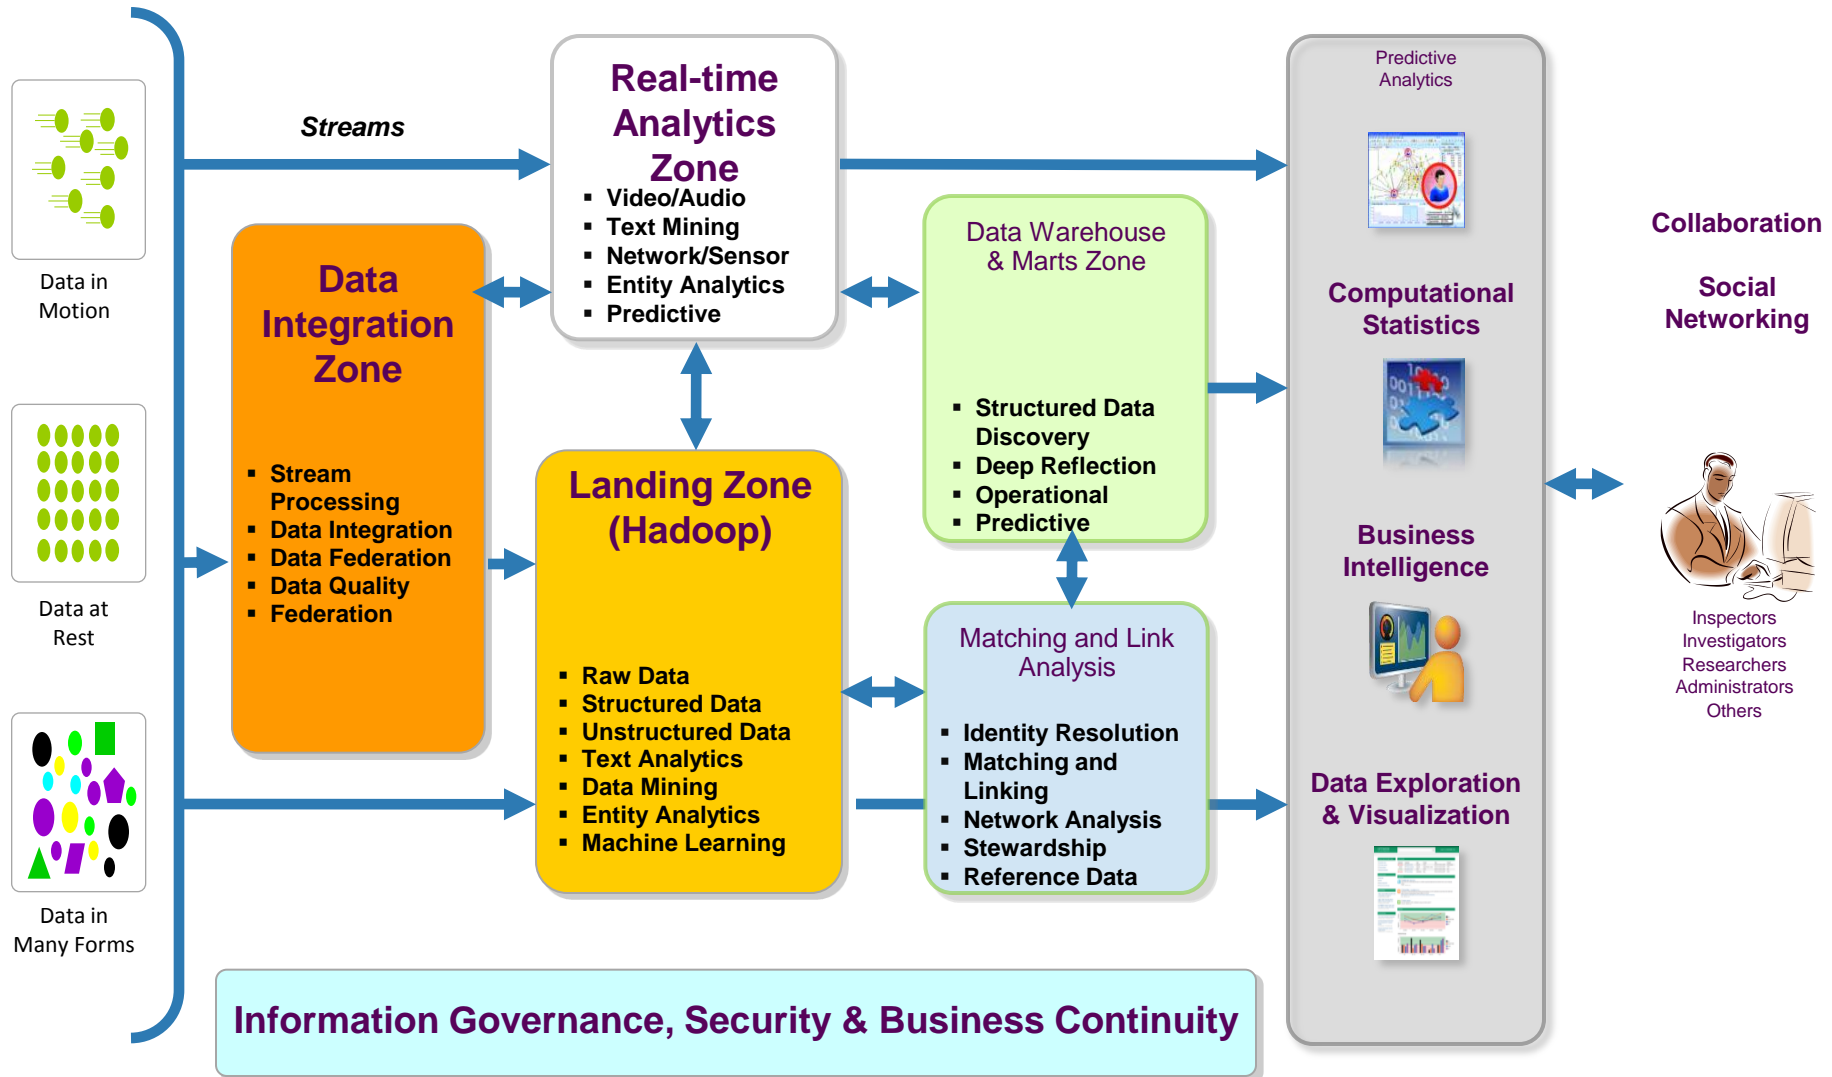 Data in
Motion
Data at
Rest
Data in
Many Forms
Streams
Data
Integration
Zone
▪ Stream
Processing
▪ Data Integration
▪ Data Federation
▪ Data Quality
▪ Federation
Real-time
Analytics
Zone
▪ Video/Audio
▪ Text Mining
▪ Network/Sensor
▪ Entity Analytics
▪ Predictive
Landing Zone
(Hadoop)
▪ Raw Data
▪ Structured Data
▪ Unstructured Data
▪ Text Analytics
▪ Data Mining
▪ Entity Analytics
▪ Machine Learning
Data Warehouse
& Marts Zone
▪ Structured Data
Discovery
▪ Deep Reflection
▪ Operational
▪ Predictive
Matching and Link
Analysis
▪ Identity Resolution
▪ Matching and
Linking
▪ Network Analysis
▪ Stewardship
▪ Reference Data
Predictive
Analytics
Computational
Statistics
Business
Intelligence
Data Exploration
& Visualization
Collaboration
Social
Networking
Inspectors
Investigators
Researchers
Administrators
Others
Information Governance, Security & Business Continuity